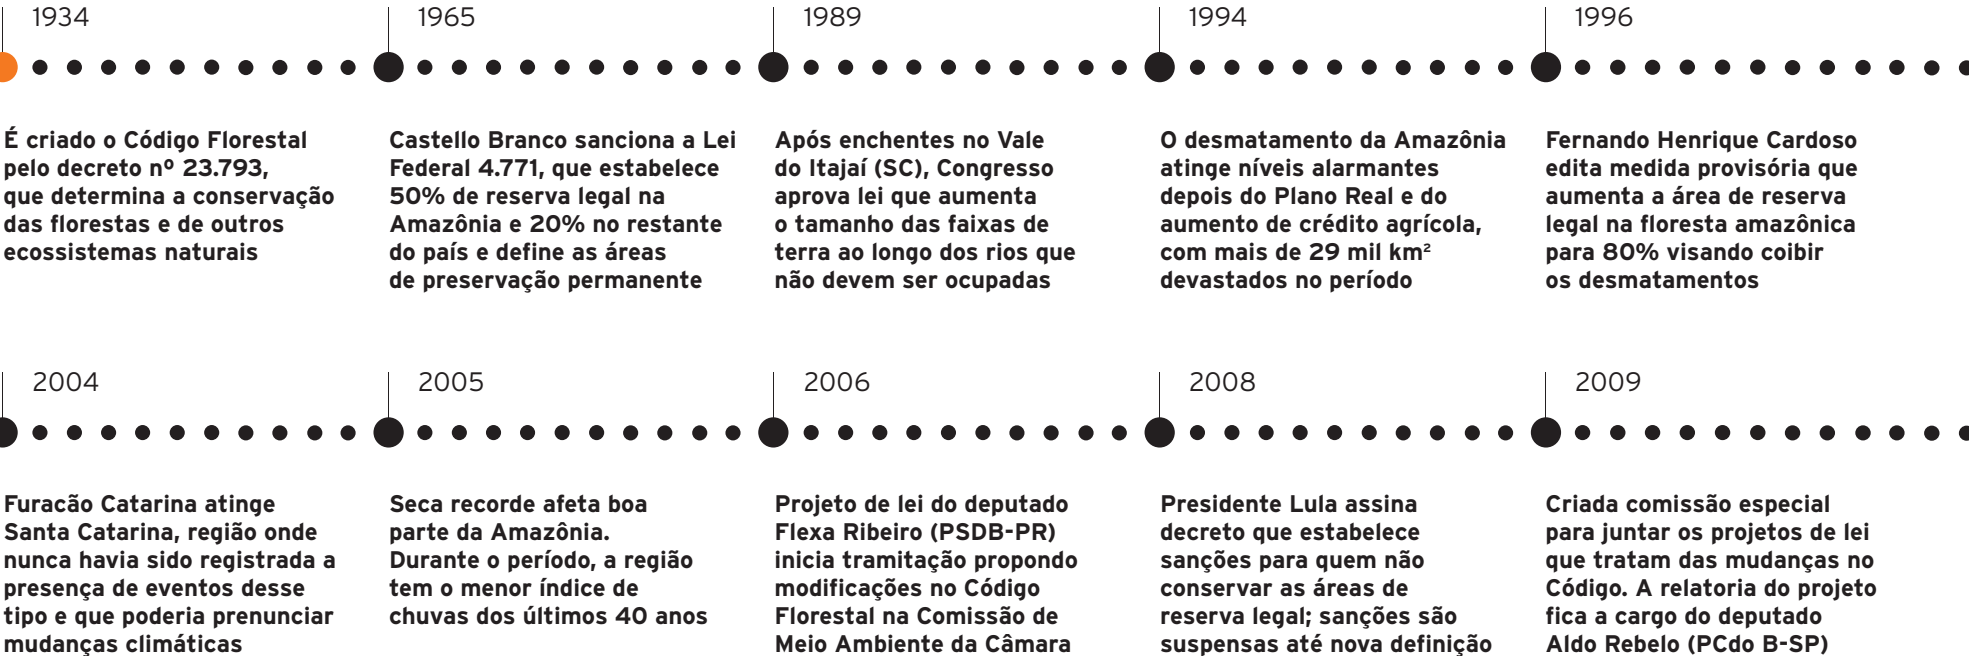 1934
É criado o Código Florestal
pelo decreto nº 23.793,
que determina a conservação
das florestas e de outros
ecossistemas naturais
1965
Castello Branco sanciona a Lei
Federal 4.771, que estabelece
50% de reserva legal na
Amazônia e 20% no restante
do país e define as áreas
de preservação permanente
1989
Após enchentes no Vale
do Itajaí (SC), Congresso
aprova lei que aumenta
o tamanho das faixas de
terra ao longo dos rios que
não devem ser ocupadas
1994
O desmatamento da Amazônia
atinge níveis alarmantes
depois do Plano Real e do
aumento de crédito agrícola,
com mais de 29 mil km²
devastados no período
1996
Fernando Henrique Cardoso
edita medida provisória que
aumenta a área de reserva
legal na floresta amazônica
para 80% visando coibir
os desmatamentos
2004
Furacão Catarina atinge
Santa Catarina, região onde
nunca havia sido registrada a
presença de eventos desse
tipo e que poderia prenunciar
mudanças climáticas
2005
Seca recorde afeta boa
parte da Amazônia.
Durante o período, a região
tem o menor índice de
chuvas dos últimos 40 anos
2006
Projeto de lei do deputado
Flexa Ribeiro (PSDB-PR)
inicia tramitação propondo
modificações no Código
Florestal na Comissão de
Meio Ambiente da Câmara
2008
Presidente Lula assina
decreto que estabelece
sanções para quem não
conservar as áreas de
reserva legal; sanções são
suspensas até nova definição
2009
Criada comissão especial
para juntar os projetos de lei
que tratam das mudanças no
Código. A relatoria do projeto
fica a cargo do deputado
Aldo Rebelo (PCdo B-SP)